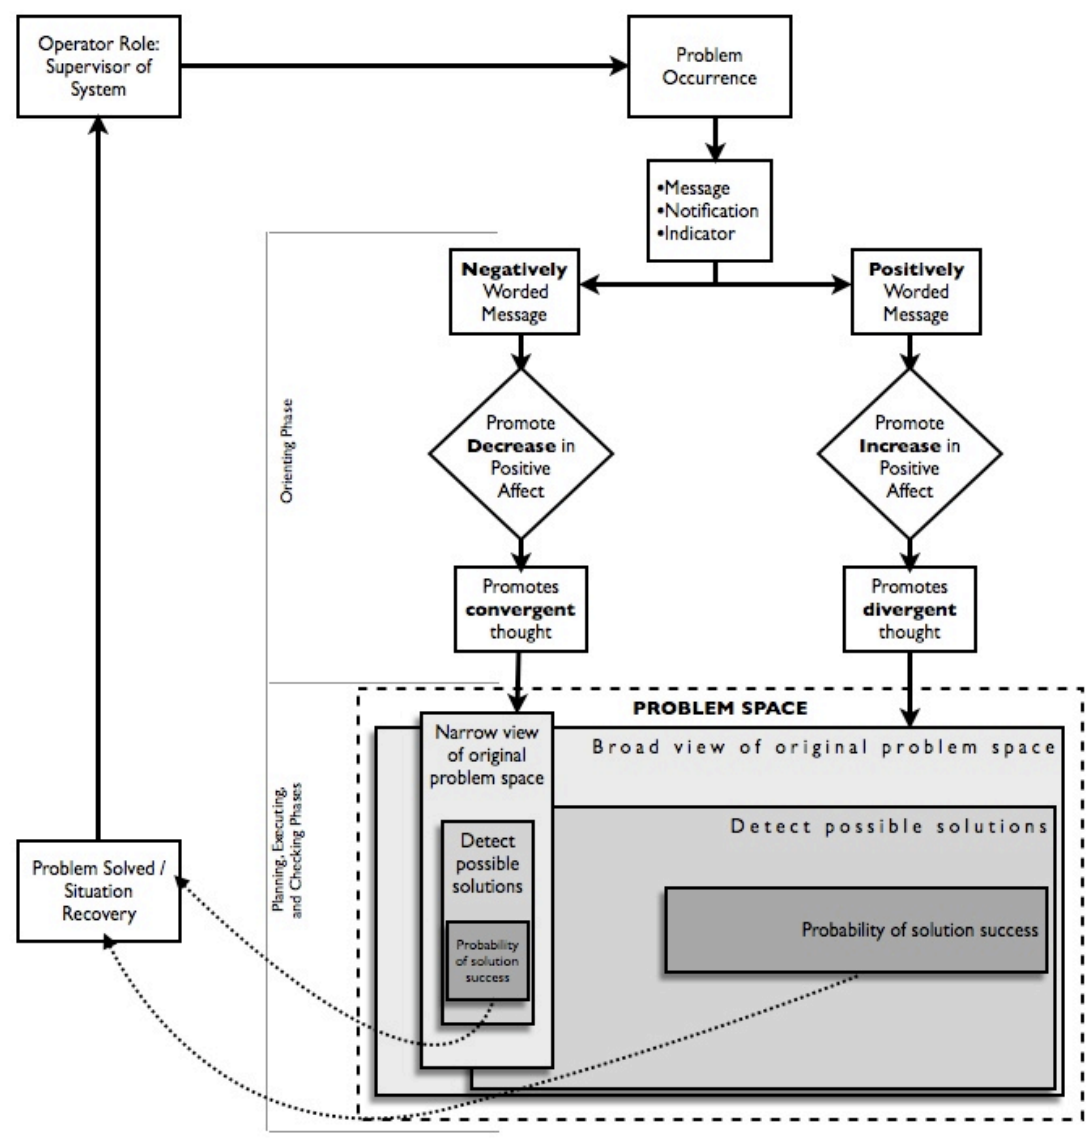 Operator Role:
Supervisor of
System
Problem
Occurrence
•Message
•Notification
•Indicator
Negatively
Worded
Message
Positively
Worded
Message
Orienting Phase
Promote
Decrease in
Positive
Affect
Promote
Increase in
Positive
Affect
Promotes
convergent
thought
Promotes
divergent
thought
PROBLEM SPACE
Planning, Executing,
and Checking Phases
Narrow view
of original
problem space
Broad view of original problem space
Detect
possible
solutions
Detect possible solutions
Probability
of solution
success
Probability of solution success
Problem Solved /
Situation
Recovery